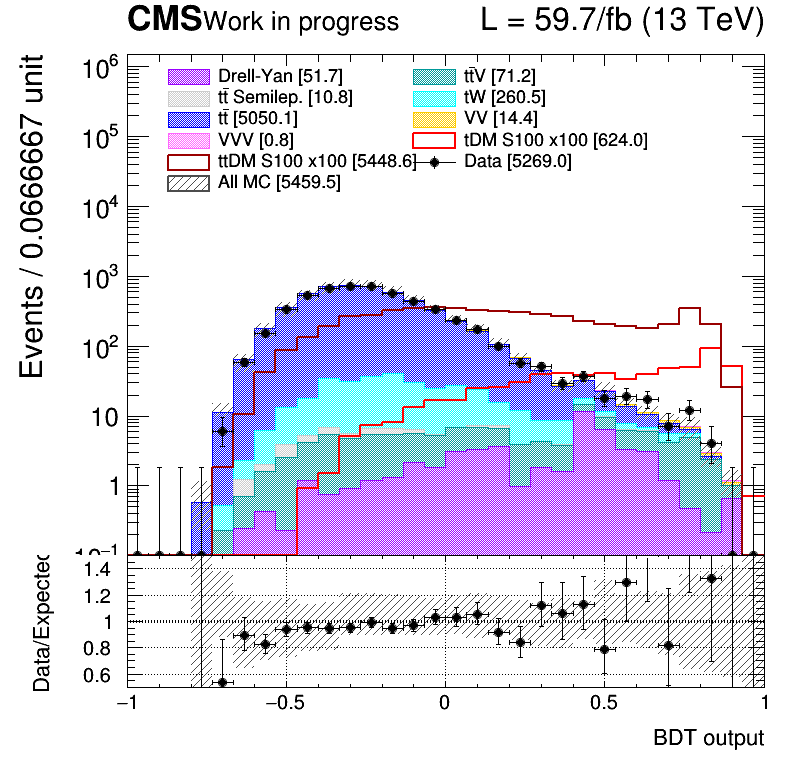 CMS Work in progress L = 59.7/fb (13 TeV)
Events / 0.0666667 unit
10⁶
10⁵
10⁴
10³
10²
10
1
10⁻¹
Drell-Yan [51.7] tt̄V [71.2]
tt̄ Semilep. [10.8] tW [260.5]
tt̄ [5050.1] VV [14.4]
VVV [0.8] tDM S100 x100 [624.0]
ttDM S100 x100 [5448.6] Data [5269.0]
All MC [5459.5]
Data/Expected
1.4
1.2
1
0.8
0.6
−1 −0.5 0 0.5 1
BDT output